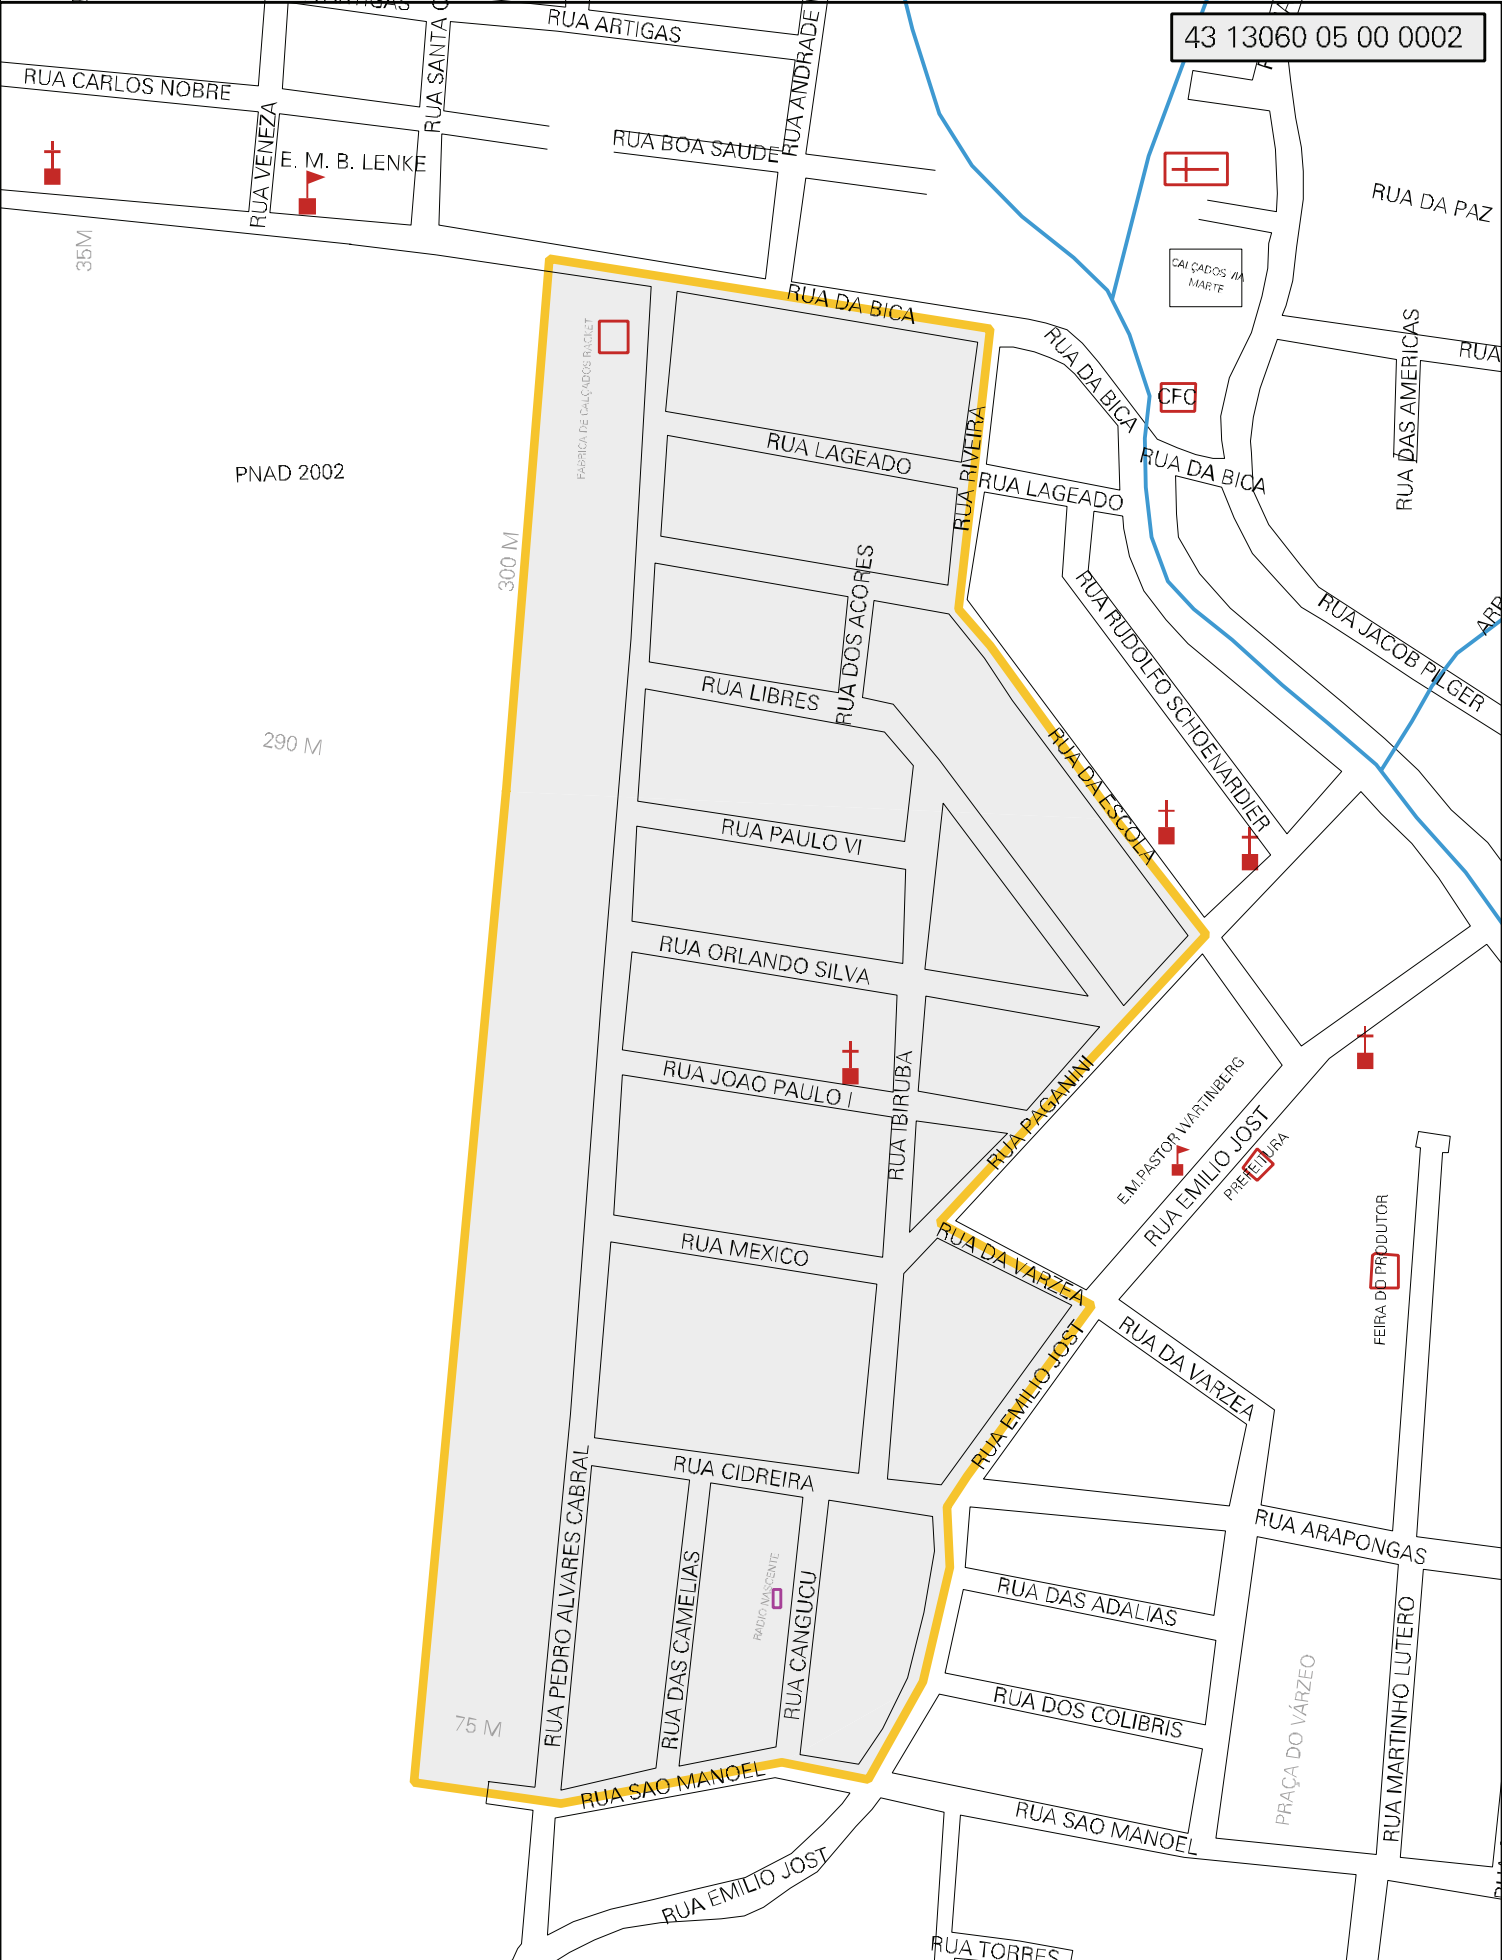 RUA ARTIGAS
43 13060 05 00 0002
RUA SANTA C
RUA ANDRADE
RUA CARLOS NOBRE
RUA VENEZA
E. M. B. LENKE
RUA BOA SAUDE
RUA DA PAZ
35M
CALÇADOS
MARTE
RUA DA BICA
FABRICA DE CALÇADOS RACKET
RUA DA BICA
RUA DAS AMERICAS
RUA
CFC
RUA LAGEADO
RUA RIVEIRA
RUA DA BICA
PNAD 2002
RUA LAGEADO
300 M
RUA DOS ACORES
RUA RUDOLFO SCHOENARDIER
RUA JACOB PILGER
ARR
RUA LIBRES
290 M
RUA DA ESCOLA
RUA PAULO VI
RUA ORLANDO SILVA
RUA JOAO PAULO I
RUA IBIRUBA
RUA PAGANINI
E.M.PASTOR WARTINBERG
RUA EMILIO JOST
PREFEITURA
FEIRA DO PRODUTOR
RUA MEXICO
RUA DA VARZEA
RUA DA VARZEA
RUA EMILIO JOST
RUA CIDREIRA
RUA PEDRO ALVARES CABRAL
RUA ARAPONGAS
RUA DAS CAMELIAS
RADIO NASCENTE
RUA CANGUCU
RUA DAS ADALIAS
RUA MARTINHO LUTERO
PRAÇA DO VÁRZEO
RUA DOS COLIBRIS
75 M
RUA SAO MANOEL
RUA SAO MANOEL
RUA EMILIO JOST
RUA TORRES